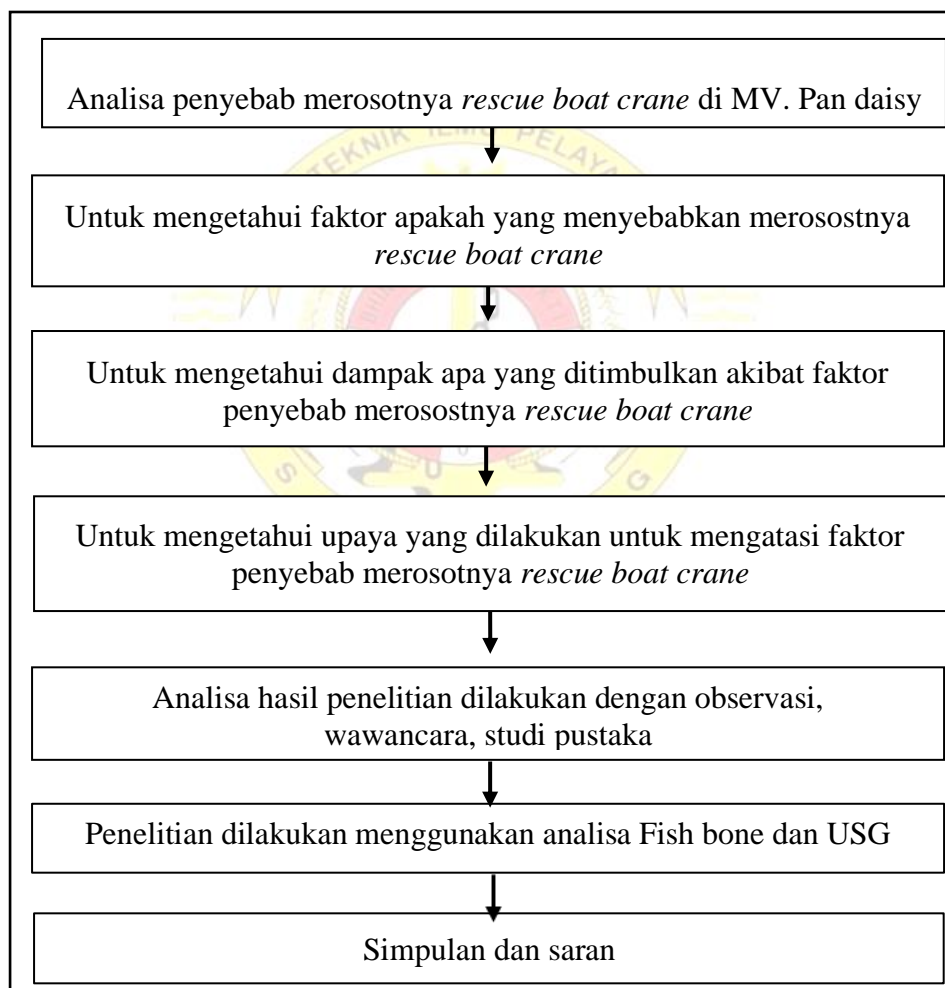 Analisa penyebab merosotnya rescue boat crane di MV. Pan daisy
Untuk mengetahui faktor apakah yang menyebabkan merosostnya
rescue boat crane
Untuk mengetahui dampak apa yang ditimbulkan akibat faktor
penyebab merosostnya rescue boat crane
Untuk mengetahui upaya yang dilakukan untuk mengatasi faktor
penyebab merosotnya rescue boat crane
Analisa hasil penelitian dilakukan dengan observasi,
wawancara, studi pustaka
Penelitian dilakukan menggunakan analisa Fish bone dan USG
Simpulan dan saran